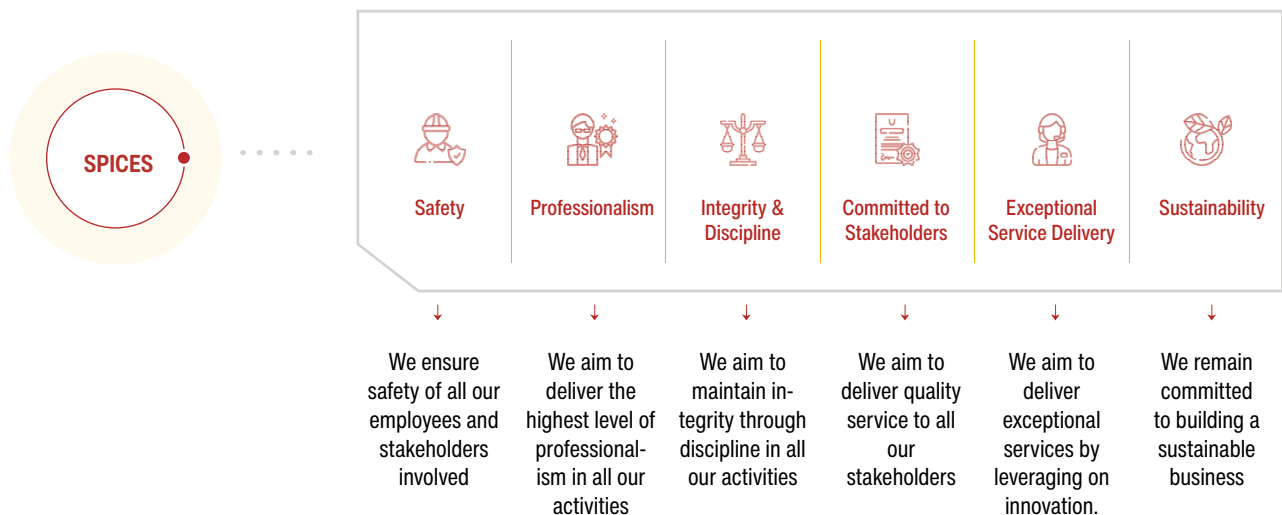 SPICES
Safety
Professionalism
Integrity &
Discipline
Committed to
Stakeholders
Exceptional
Service Delivery
Sustainability
We ensure
safety of all our
employees and
stakeholders
involved
We aim to
deliver the
highest level of
professional-
ism in all our
activities
We aim to
maintain in-
tegrity through
discipline in all
our activities
We aim to
deliver quality
service to all
our
stakeholders
We aim to
deliver
exceptional
services by
leveraging on
innovation.
We remain
committed
to building a
sustainable
business